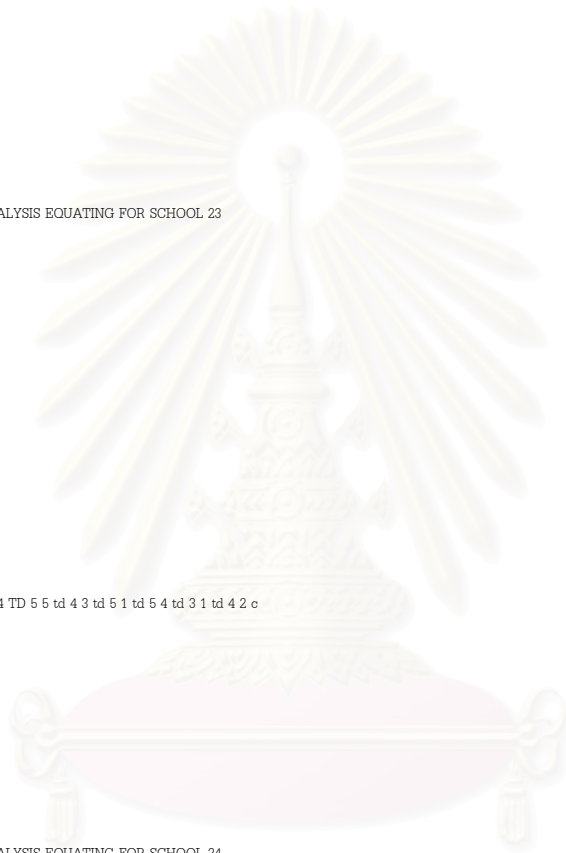 ALYSIS EQUATING FOR SCHOOL 23
4 TD 5 5 td 4 3 td 5 1 td 5 4 td 3 1 td 4 2 c
ALYSIS EQUATING FOR SCHOOL 24